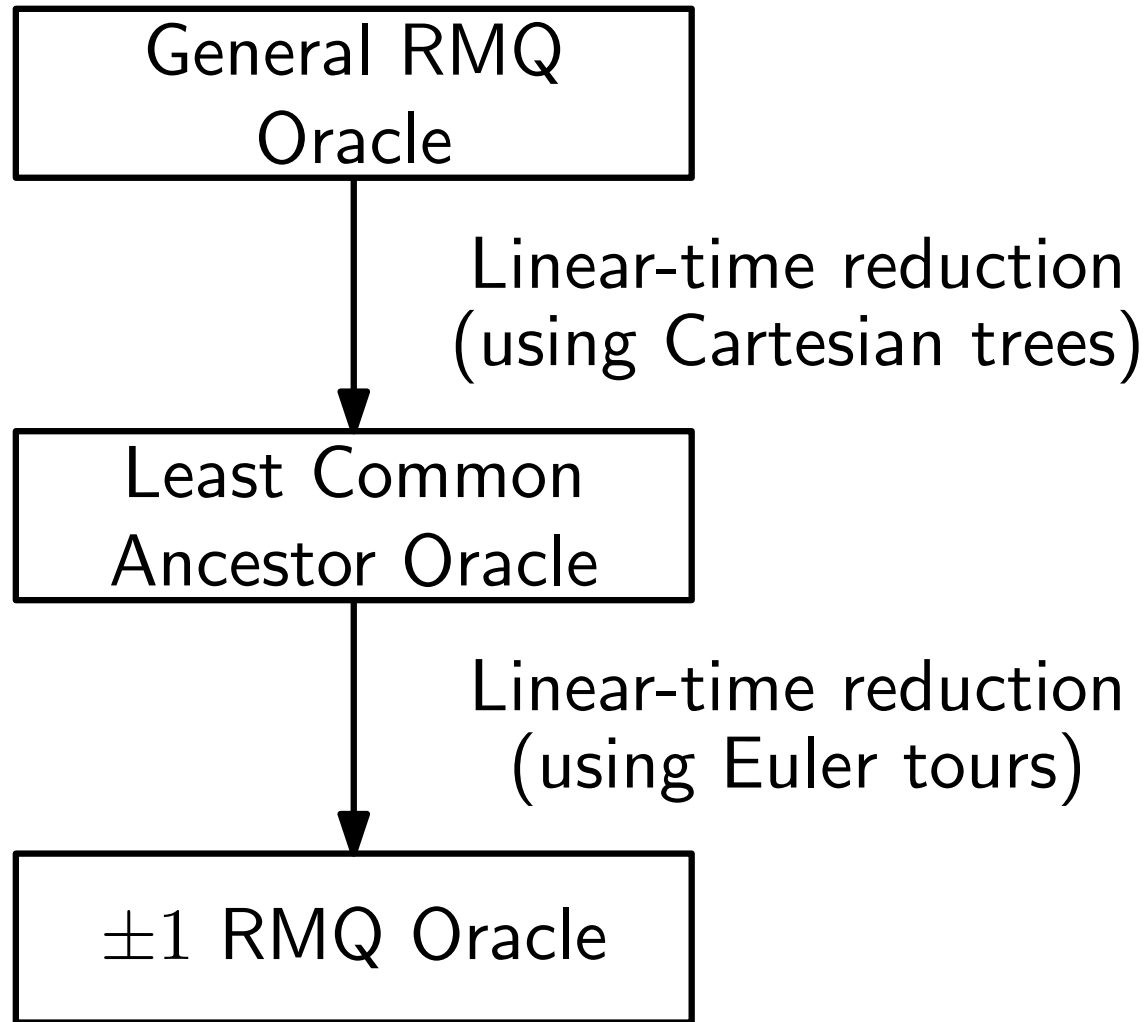 General RMQ
Oracle
Linear-time reduction
(using Cartesian trees)
Least Common
Ancestor Oracle
Linear-time reduction
(using Euler tours)
±1 RMQ Oracle